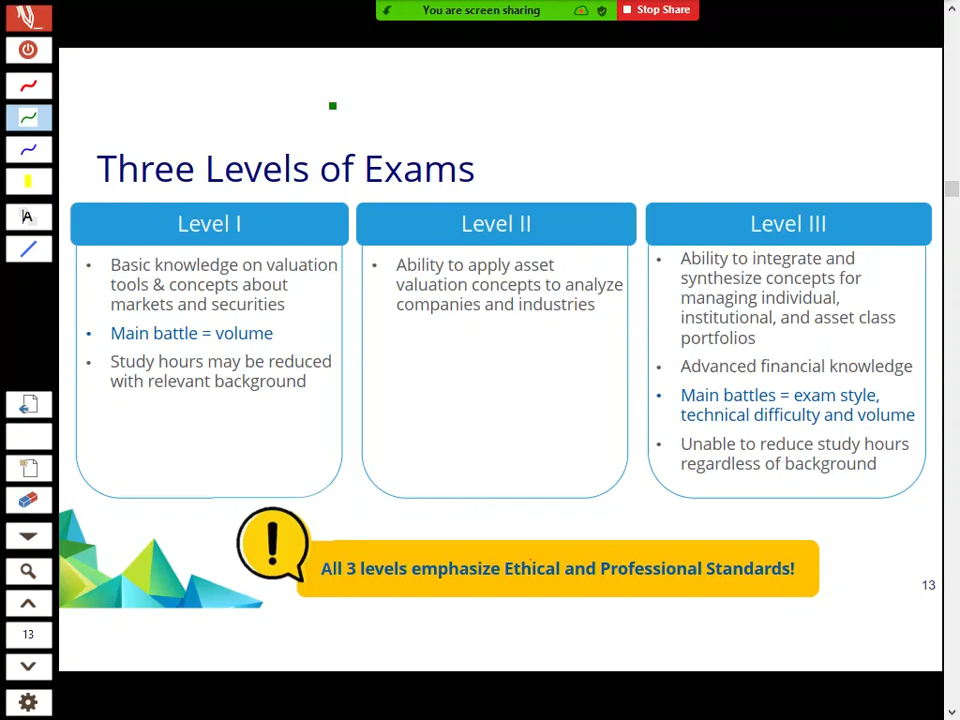 You are screen sharing
Stop Share
Three Levels of Exams
Level I
Basic knowledge on valuation
tools & concepts about
markets and securities
Main battle = volume
Study hours may be reduced
with relevant background
Level II
Ability to apply asset
valuation concepts to analyze
companies and industries
Level III
Ability to integrate and
synthesize concepts for
managing individual,
institutional, and asset class
portfolios
Advanced financial knowledge
Main battles = exam style,
technical difficulty and volume
Unable to reduce study hours
regardless of background
All 3 levels emphasize Ethical and Professional Standards!
13
A
13